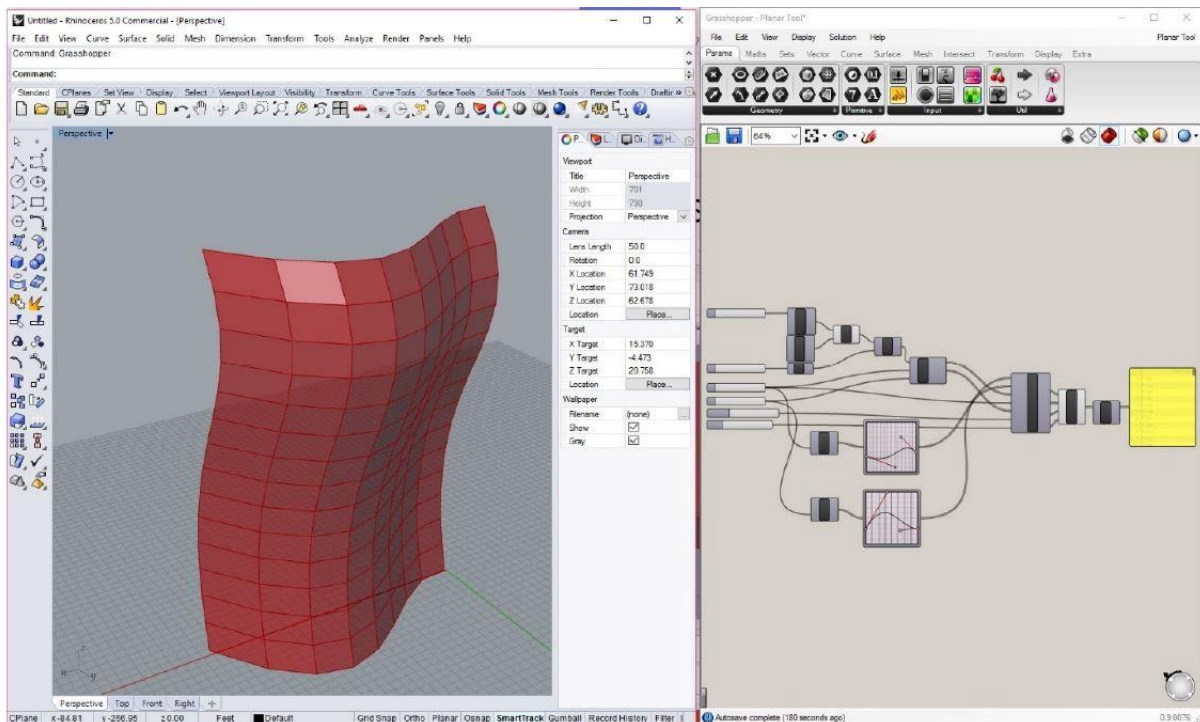 Untitled - Rhinoceros 5.0 Commercial - [Perspective]
File Edit View Curve Surface Solid Mesh Dimension Transform Tools Analyze Render Panels Help
Command: Grasshopper
Command:
Standard CPlanes Set View Display Select Viewport Layout Visibility Transform Curve Tools Surface Tools Solid Tools Mesh Tools Render Tools Draftir »
Perspective
P.. L.. Di.. H..
Viewport
Title Perspective
Width 701
Height 798
Projection Perspective
Camera
Lens Length 50.0
Rotation 0.0
X Location 61.749
Y Location 73.018
Z Location 62.678
Location Place...
Target
X Target 15.370
Y Target -4.473
Z Target 20.758
Location Place...
Wallpaper
Filename (none) ...
Show
Gray
z
x y
Perspective Top Front Right
CPlane x -84.81 y -256.95 z 0.00 Feet Default Grid Snap Ortho Planar Osnap SmartTrack Gumball Record History Filter
Grasshopper - Planar Tool*
File Edit View Display Solution Help Planar Tool
Params Maths Sets Vector Curve Surface Mesh Intersect Transform Display Extra
Geometry Primitive Input Util
64%
Autosave complete (180 seconds ago) 0.9.0076